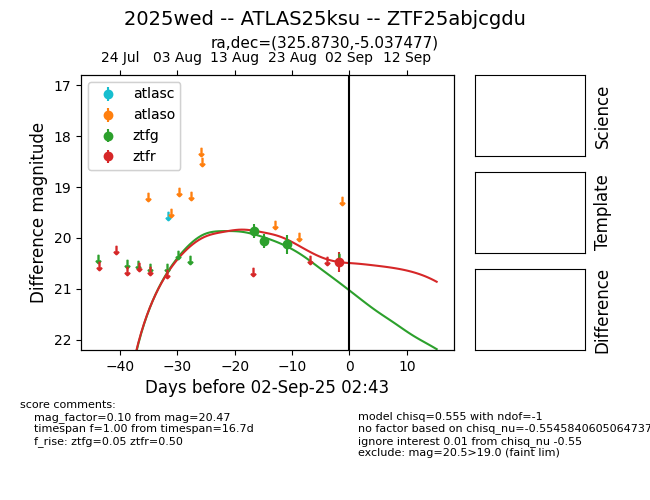 2025wed -- ATLAS25ksu -- ZTF25abjcgdu
ra,dec=(325.8730,-5.037477)
24 Jul 03 Aug 13 Aug 23 Aug 02 Sep 12 Sep
17
18
19
20
21
22
Difference magnitude
atlasc
atlaso
ztfg
ztfr
−40 −30 −20 −10 0 10
Days before 02-Sep-25 02:43
Science
Template
Difference
score comments:
mag_factor=0.10 from mag=20.47
timespan f=1.00 from timespan=16.7d
f_rise: ztfg=0.05 ztfr=0.50
model chisq=0.555 with ndof=-1
no factor based on chisq_nu=-0.5545840605064737
ignore interest 0.01 from chisq_nu -0.55
exclude: mag=20.5>19.0 (faint lim)